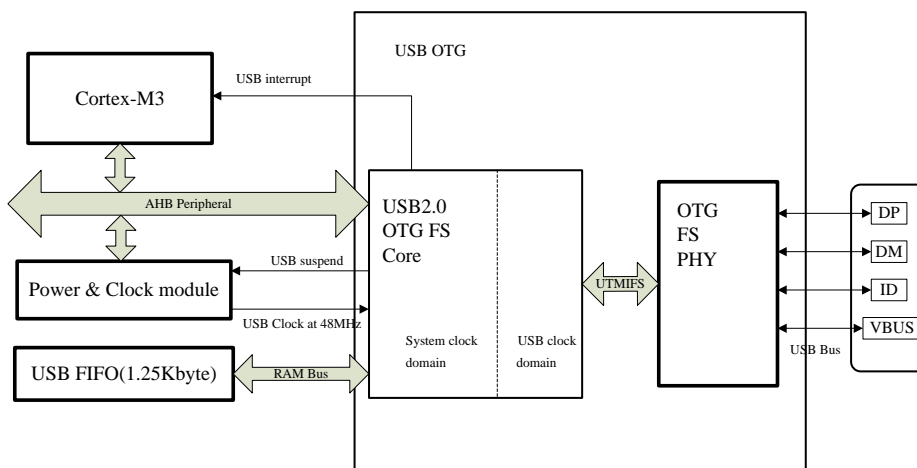 USB OTG
USB interrupt
Cortex-M3
AHB Peripheral
USB2.0
OTG FS
Core
OTG
FS
PHY
DP
DM
ID
VBUS
USB Bus
USB suspend
Power & Clock module
USB Clock at 48MHz
UTMIFS
System clock
domain
USB clock
domain
USB FIFO(1.25Kbyte)
RAM Bus